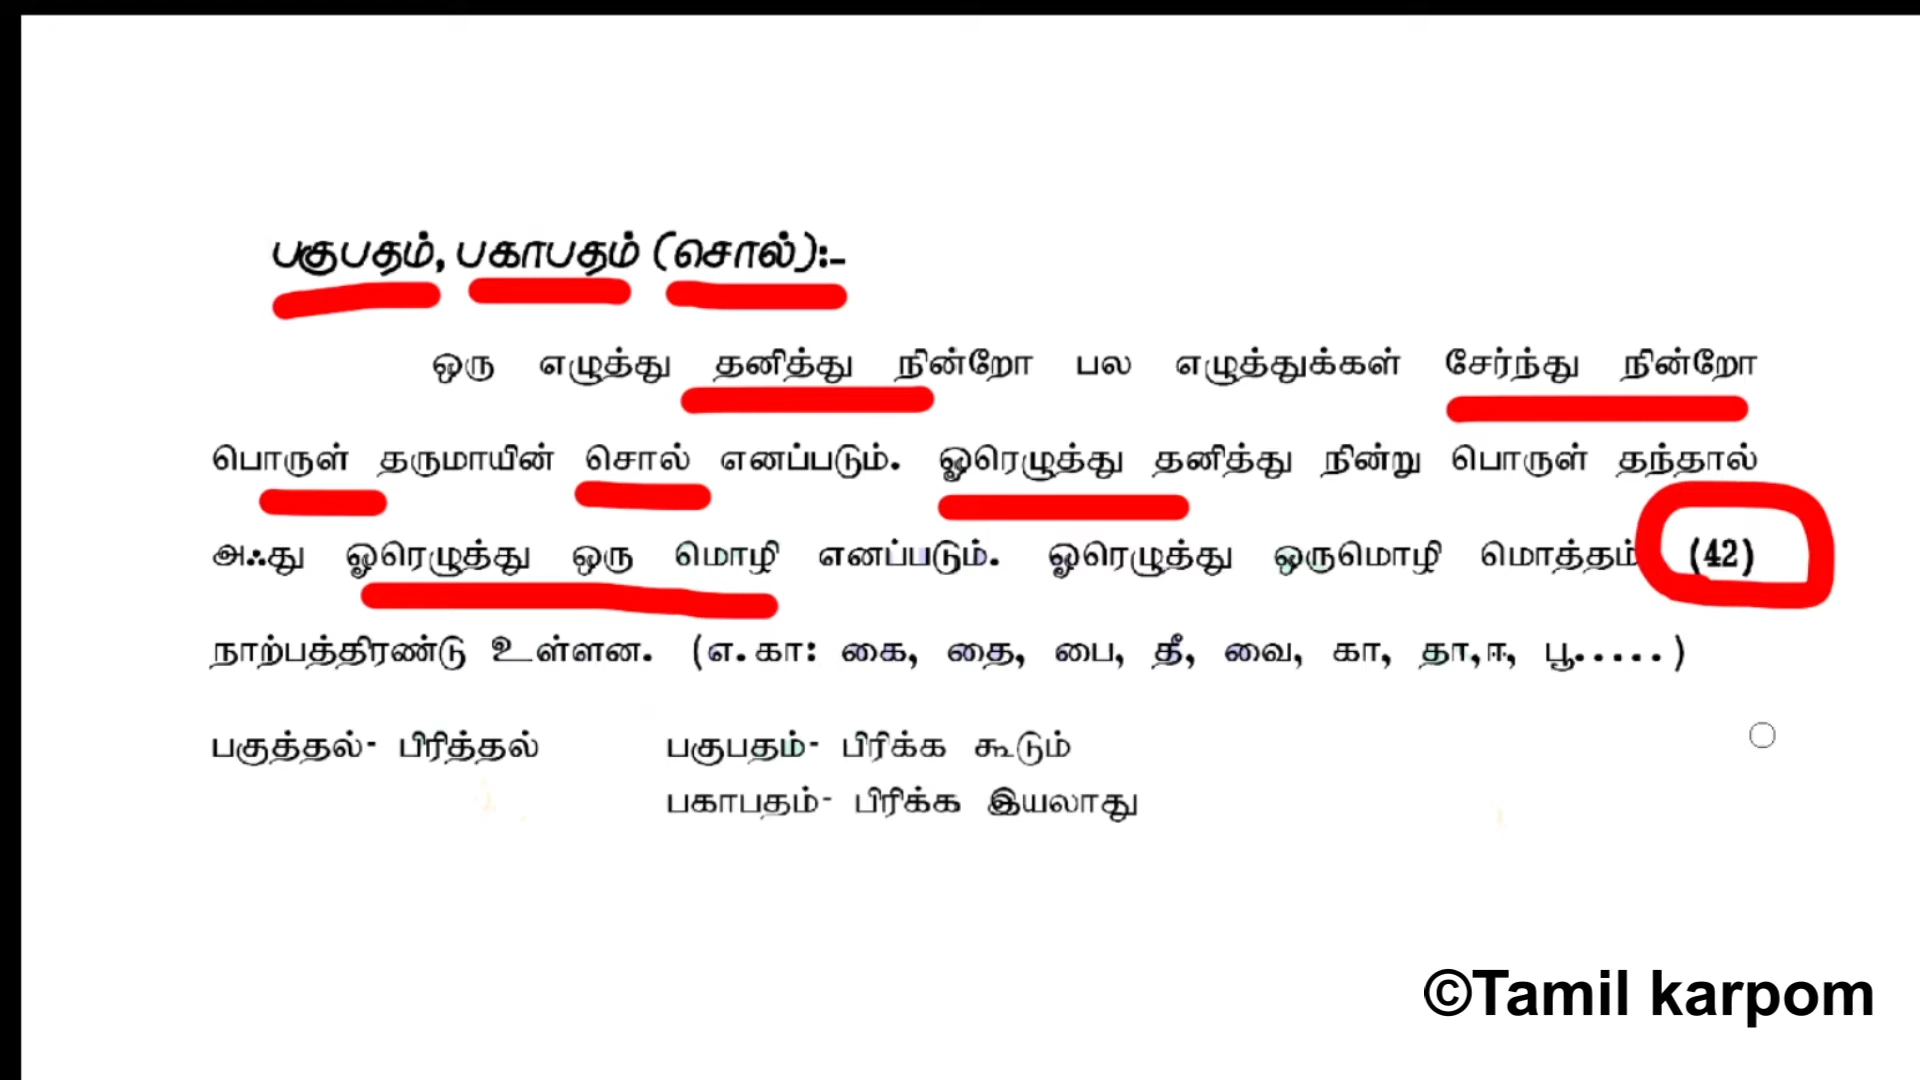 பகுபதம், பகாபதம் (சொல்):-
ஒரு எழுத்து தனித்து நின்றோ பல எழுத்துக்கள் சேர்ந்து நின்றோ
பொருள் தருமாயின் சொல் எனப்படும். ஓரெழுத்து தனித்து நின்று பொருள் தந்தால்
அஃது ஓரெழுத்து ஒரு மொழி எனப்படும். ஓரெழுத்து ஒருமொழி மொத்தம் (42)
நாற்பத்திரண்டு உள்ளன. (எ.கா: கை, தை, பை, தீ, வை, கா, தா,ஈ, பூ.....)
பகுத்தல்- பிரித்தல் பகுபதம்- பிரிக்க கூடும்
பகாபதம்- பிரிக்க இயலாது
©Tamil karpom